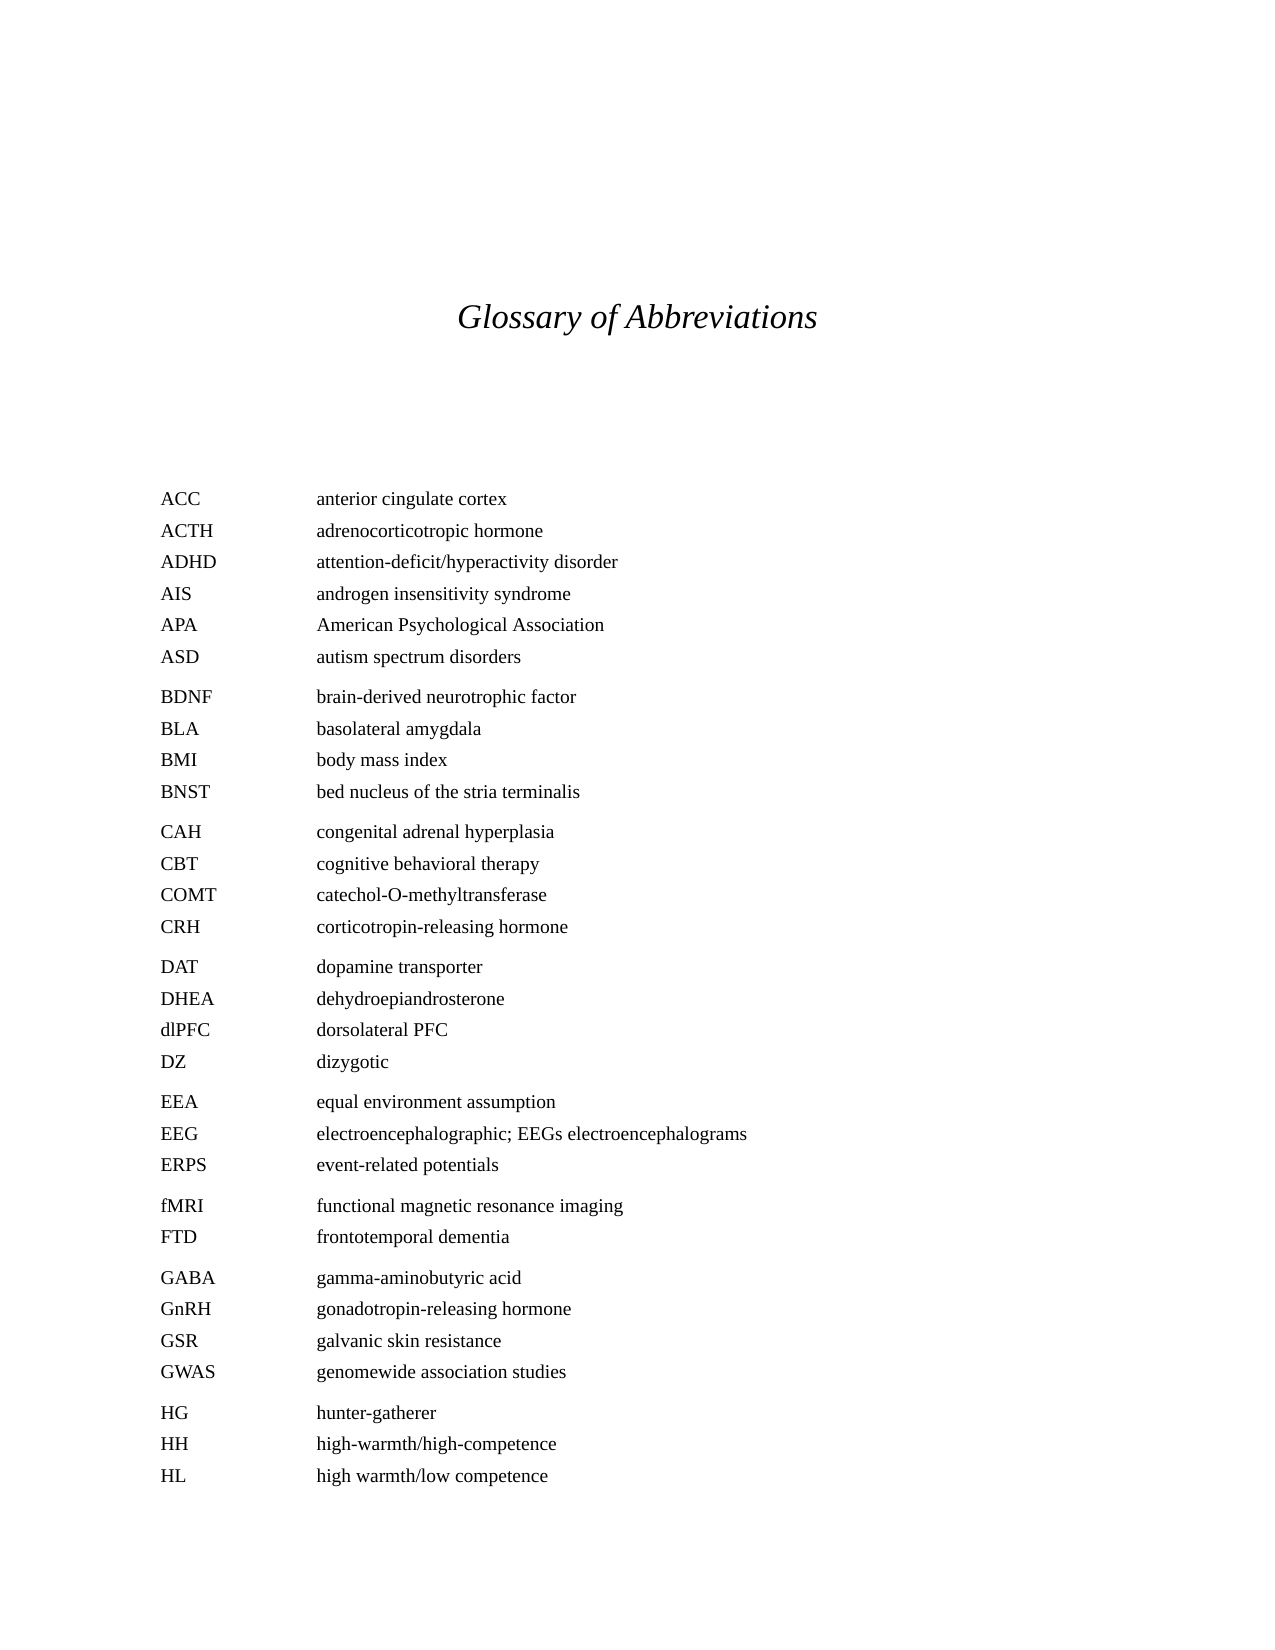 Glossary of Abbreviations
ACC anterior cingulate cortex
ACTH adrenocorticotropic hormone
ADHD attention-deficit/hyperactivity disorder
AIS androgen insensitivity syndrome
APA American Psychological Association
ASD autism spectrum disorders
BDNF brain-derived neurotrophic factor
BLA basolateral amygdala
BMI body mass index
BNST bed nucleus of the stria terminalis
CAH congenital adrenal hyperplasia
CBT cognitive behavioral therapy
COMT catechol-O-methyltransferase
CRH corticotropin-releasing hormone
DAT dopamine transporter
DHEA dehydroepiandrosterone
dlPFC dorsolateral PFC
DZ dizygotic
EEA equal environment assumption
EEG electroencephalographic; EEGs electroencephalograms
ERPS event-related potentials
fMRI functional magnetic resonance imaging
FTD frontotemporal dementia
GABA gamma-aminobutyric acid
GnRH gonadotropin-releasing hormone
GSR galvanic skin resistance
GWAS genomewide association studies
HG hunter-gatherer
HH high-warmth/high-competence
HL high warmth/low competence